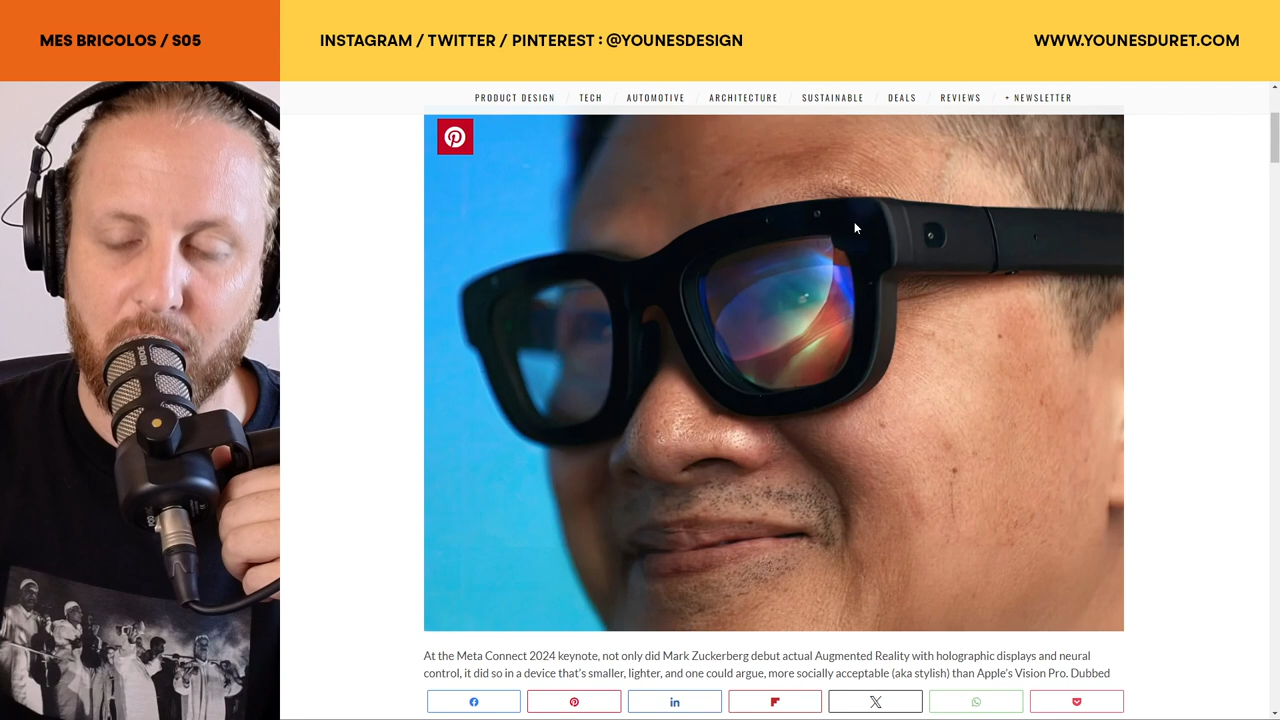 MES BRICOLOS / S05
INSTAGRAM / TWITTER / PINTEREST : @YOUNESDESIGN
WWW.YOUNESDURET.COM
PRODUCT DESIGN / TECH / AUTOMOTIVE / ARCHITECTURE / SUSTAINABLE / DEALS / REVIEWS / + NEWSLETTER
RODE
At the Meta Connect 2024 keynote, not only did Mark Zuckerberg debut actual Augmented Reality with holographic displays and neural
control, it did so in a device that's smaller, lighter, and one could argue, more socially acceptable (aka stylish) than Apple's Vision Pro. Dubbed